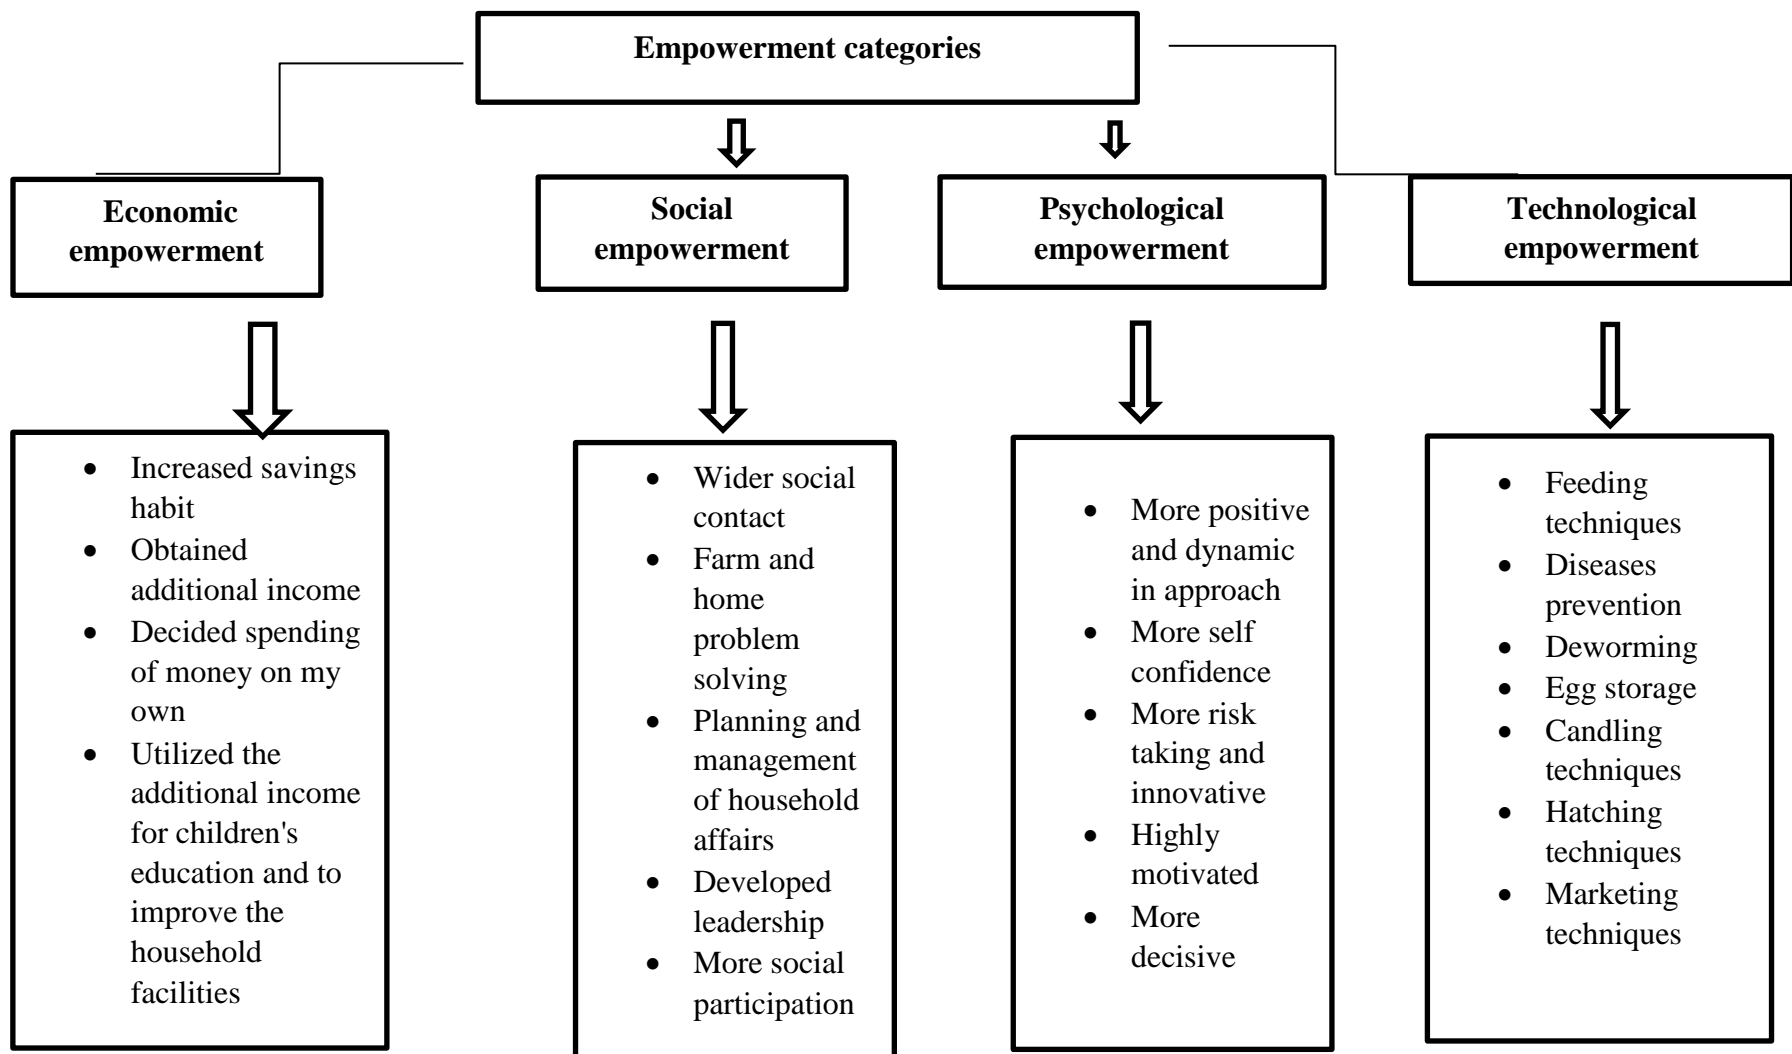 Empowerment categories
Economic
empowerment
Social
empowerment
Psychological
empowerment
Technological
empowerment
• Increased savings
habit
• Obtained
additional income
• Decided spending
of money on my
own
• Utilized the
additional income
for children's
education and to
improve the
household
facilities
• Wider social
contact
• Farm and
home
problem
solving
• Planning and
management
of household
affairs
• Developed
leadership
• More social
participation
• More positive
and dynamic
in approach
• More self
confidence
• More risk
taking and
innovative
• Highly
motivated
• More
decisive
• Feeding
techniques
• Diseases
prevention
• Deworming
• Egg storage
• Candling
techniques
• Hatching
techniques
• Marketing
techniques